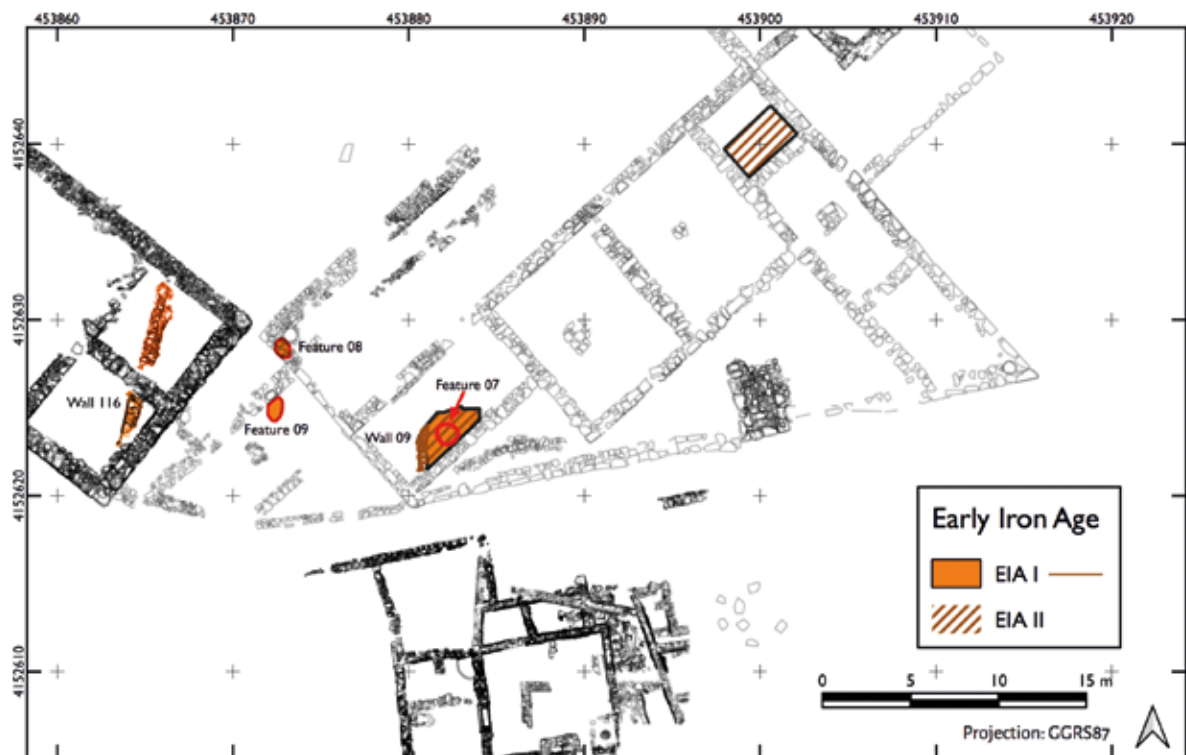 453860 453870 453880 453890 453900 453910 453920
4152640
4152630
4152620
4152610
Feature 08
Feature 07
Wall 116
Wall 09
Feature 09
Early Iron Age
EIA I
EIA II
0 5 10 15 m
Projection: GGRS87